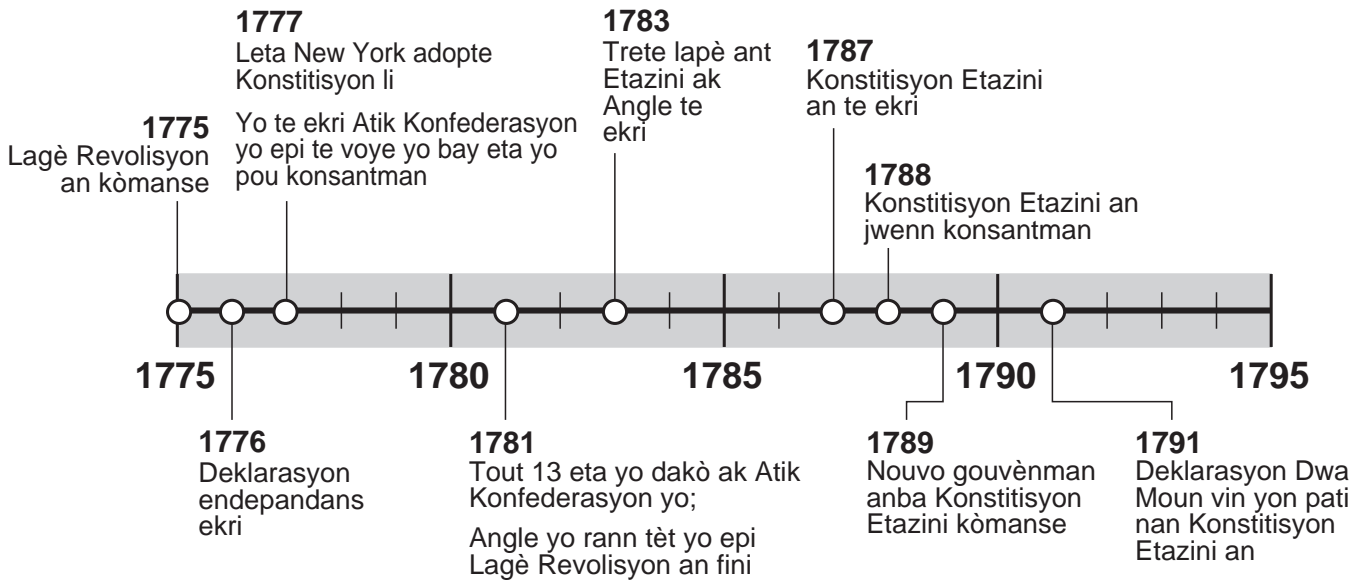 1777
Leta New York adopte
Konstitisyon li
Yo te ekri Atik Konfederasyon
yo epi te voye yo bay eta yo
pou konsantman
1783
Trete lapè ant
Etazini ak
Angle te
ekri
1787
Konstitisyon Etazini
an te ekri
1775
Lagè Revolisyon
an kòmanse
1788
Konstitisyon Etazini an
jwenn konsantman
1775
1780
1785
1790
1795
1776
Deklarasyon
endepandans
ekri
1781
Tout 13 eta yo dakò ak Atik
Konfederasyon yo;
Angle yo rann tèt yo epi
Lagè Revolisyon an fini
1789
Nouvo gouvènman
anba Konstitisyon
Etazini kòmanse
1791
Deklarasyon Dwa
Moun vin yon pati
nan Konstitisyon
Etazini an